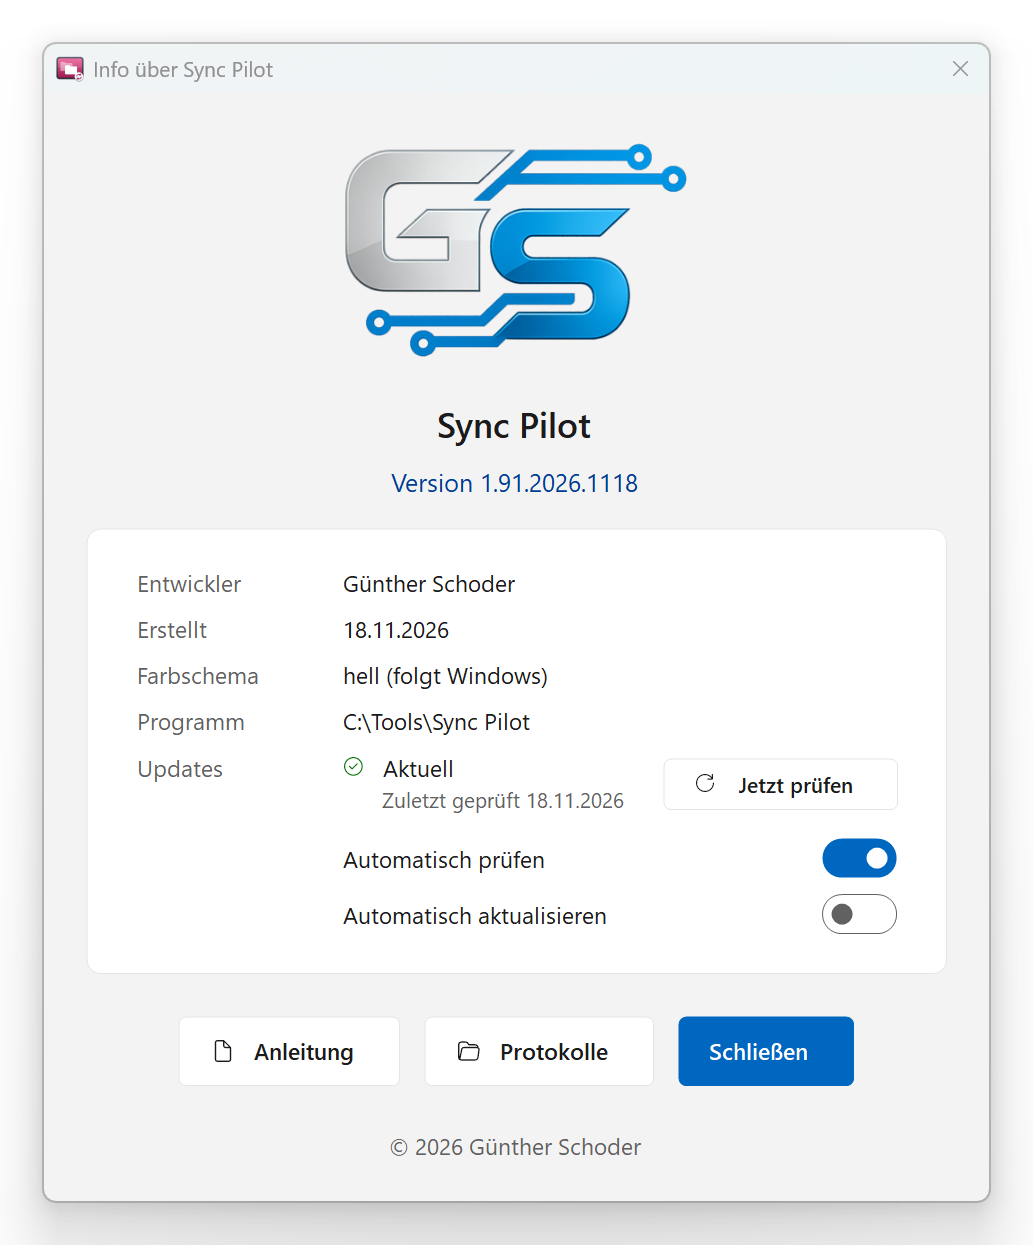 Info über Sync Pilot
GS
Sync Pilot
Version 1.91.2026.1118
Entwickler Günther Schoder
Erstellt 18.11.2026
Farbschema hell (folgt Windows)
Programm C:\Tools\Sync Pilot
Updates Aktuell
Zuletzt geprüft 18.11.2026 Jetzt prüfen
Automatisch prüfen
Automatisch aktualisieren
Anleitung Protokolle Schließen
© 2026 Günther Schoder